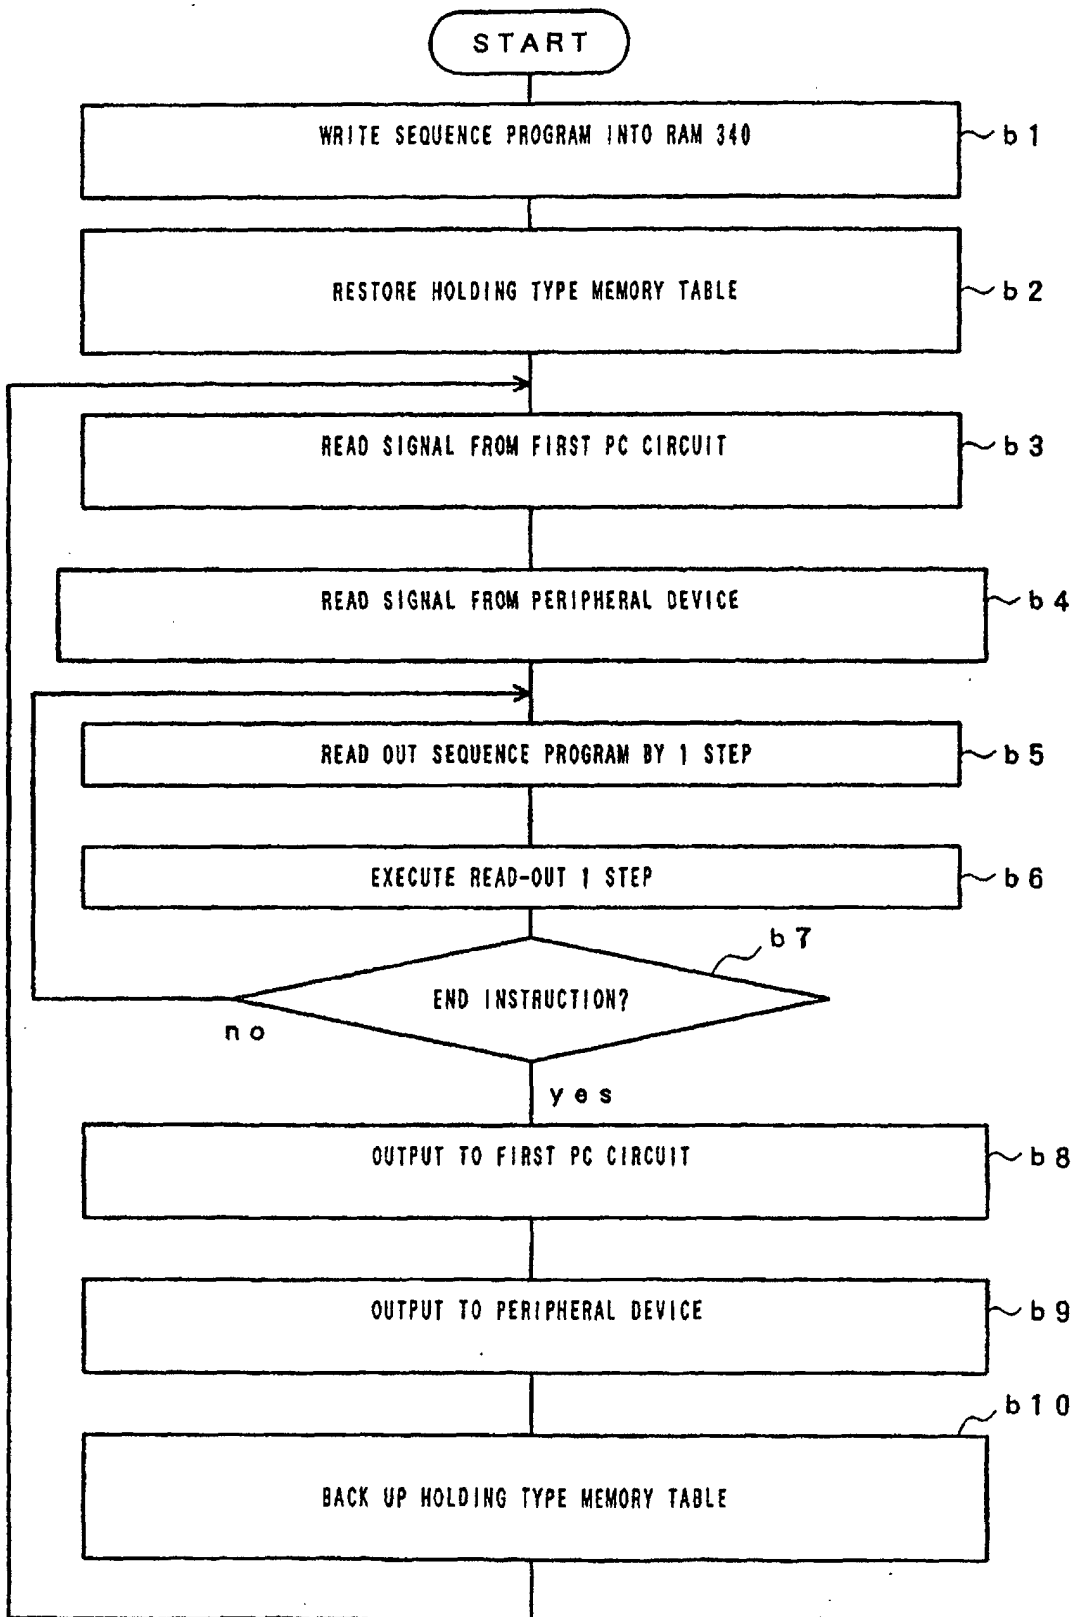 START
WRITE SEQUENCE PROGRAM INTO RAM 340
b1
RESTORE HOLDING TYPE MEMORY TABLE
b2
READ SIGNAL FROM FIRST PC CIRCUIT
b3
READ SIGNAL FROM PERIPHERAL DEVICE
b4
READ OUT SEQUENCE PROGRAM BY 1 STEP
b5
EXECUTE READ-OUT 1 STEP
b6
b7
END INSTRUCTION?
no
yes
OUTPUT TO FIRST PC CIRCUIT
b8
OUTPUT TO PERIPHERAL DEVICE
b9
b10
BACK UP HOLDING TYPE MEMORY TABLE